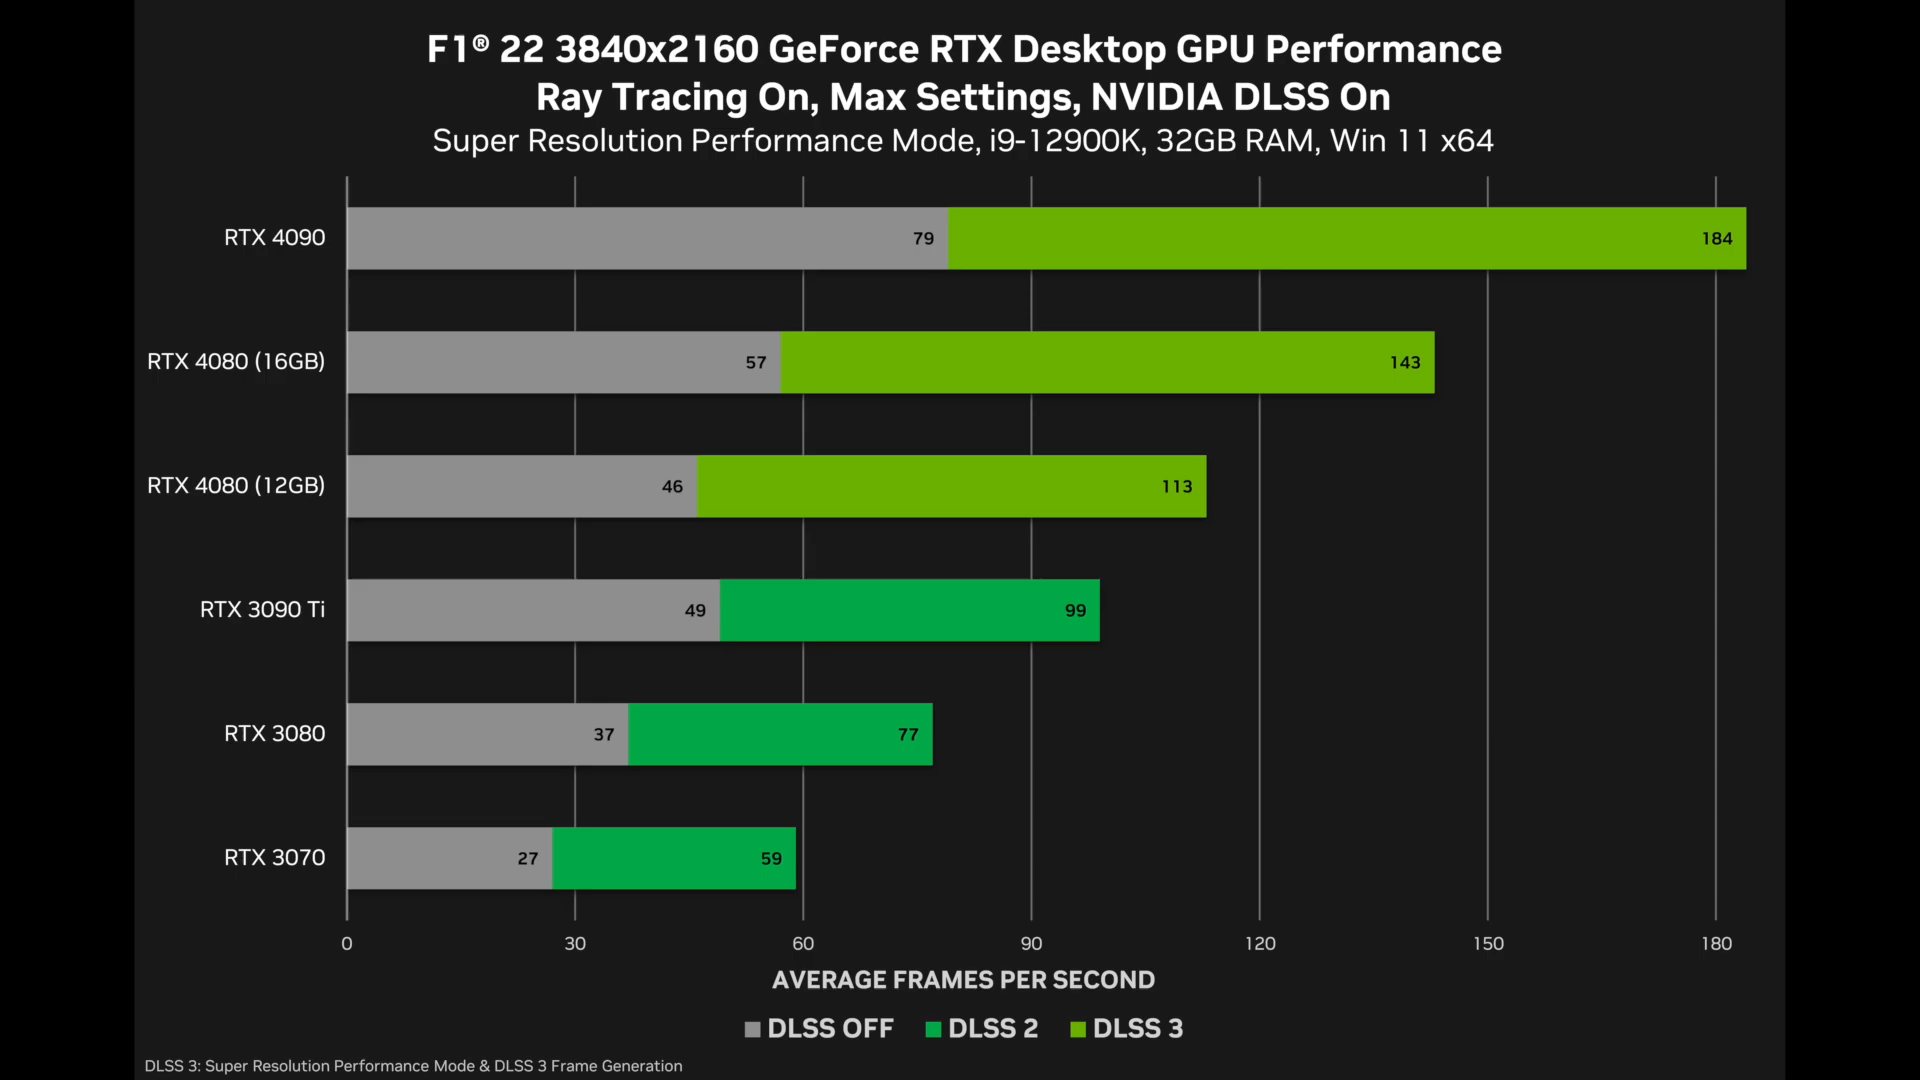 F1® 22 3840x2160 GeForce RTX Desktop GPU Performance
Ray Tracing On, Max Settings, NVIDIA DLSS On
Super Resolution Performance Mode, i9-12900K, 32GB RAM, Win 11 x64
RTX 4090 79 184
RTX 4080 (16GB) 57 143
RTX 4080 (12GB) 46 113
RTX 3090 Ti 49 99
RTX 3080 37 77
RTX 3070 27 59
0 30 60 90 120 150 180
AVERAGE FRAMES PER SECOND
DLSS OFF DLSS 2 DLSS 3
DLSS 3: Super Resolution Performance Mode & DLSS 3 Frame Generation